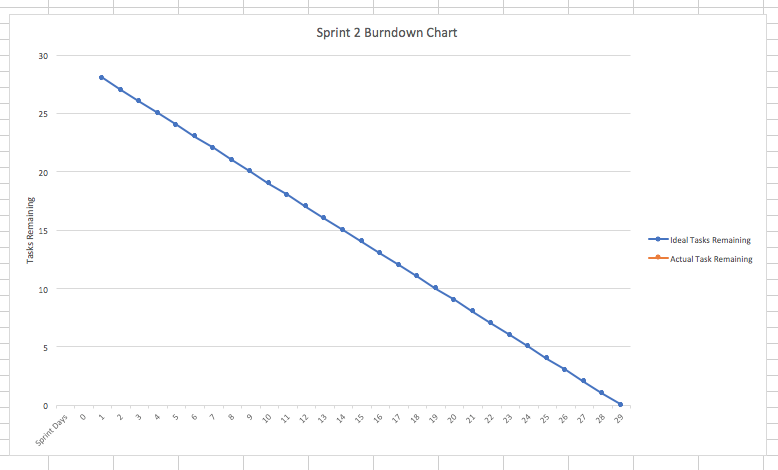 Sprint 2 Burndown Chart
30
25
20
15
10
5
0
Tasks Remaining
Sprint Days 0 1 2 3 4 5 6 7 8 9 10 11 12 13 14 15 16 17 18 19 20 21 22 23 24 25 26 27 28 29
Ideal Tasks Remaining
Actual Task Remaining